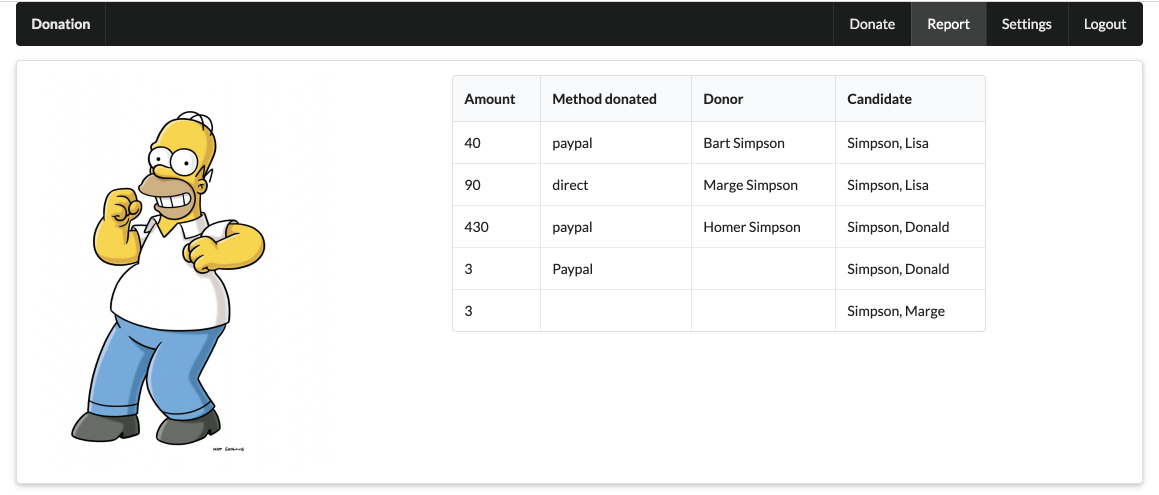 Donation Donate Report Settings Logout
Amount Method donated Donor Candidate
40 paypal Bart Simpson Simpson, Lisa
90 direct Marge Simpson Simpson, Lisa
430 paypal Homer Simpson Simpson, Donald
3 Paypal Simpson, Donald
3 Simpson, Marge